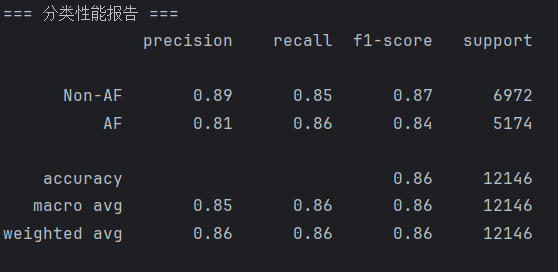 === 分类性能报告 ===
precision recall f1-score support
Non-AF 0.89 0.85 0.87 6972
AF 0.81 0.86 0.84 5174
accuracy 0.86 12146
macro avg 0.85 0.86 0.86 12146
weighted avg 0.86 0.86 0.86 12146